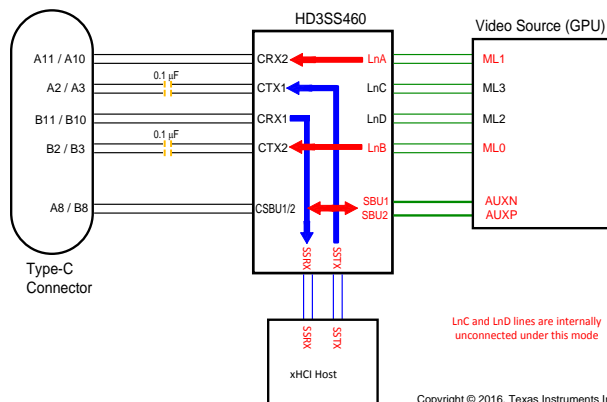 HD3SS460
Video Source (GPU)
A11 / A10
CRX2
LnA
ML1
0.1 µF
A2 / A3
CTX1
LnC
ML3
B11 / B10
CRX1
LnD
ML2
0.1 µF
B2 / B3
CTX2
LnB
ML0
A8 / B8
CSBU1/2
SBU1
SBU2
AUXN
AUXP
SSRX
SSTX
Type-C
Connector
SSRX
SSTX
xHCI Host
LnC and LnD lines are internally
unconnected under this mode
Copyright © 2016, Texas Instruments In